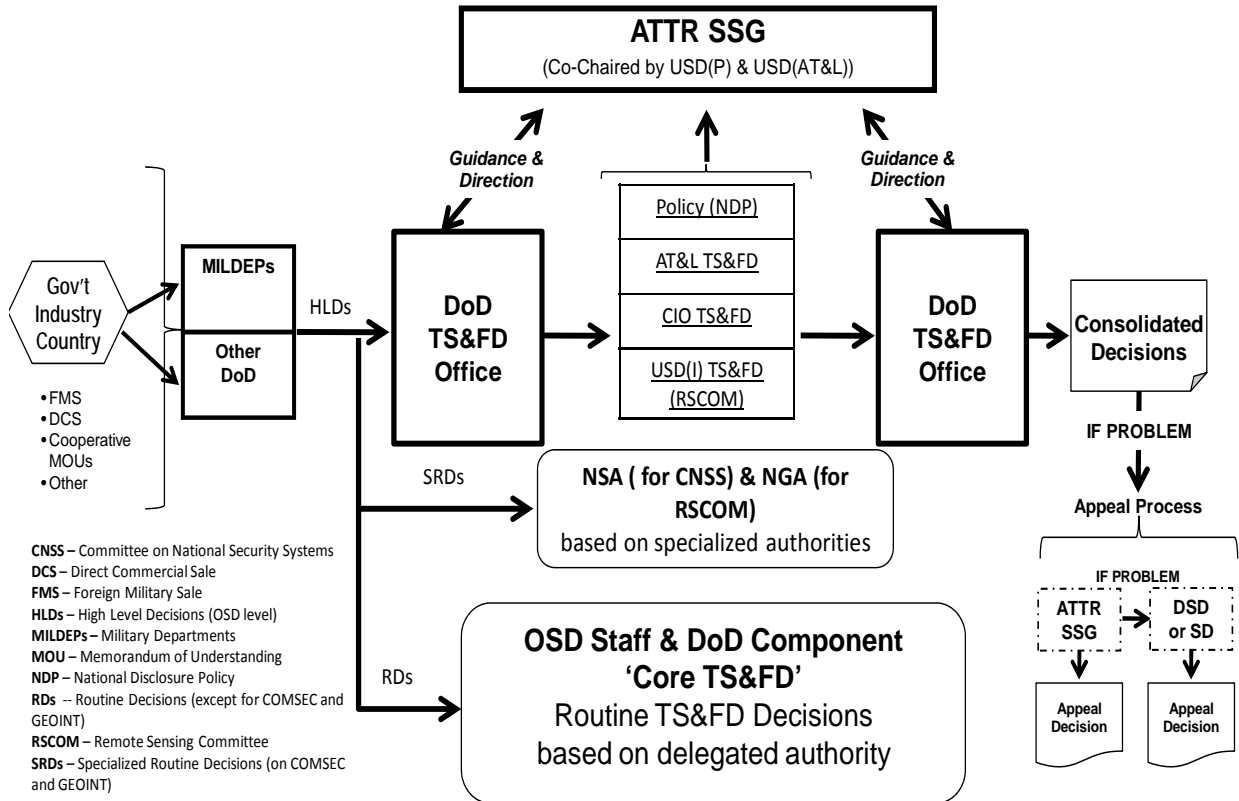 ATTR SSG
(Co-Chaired by USD(P) & USD(AT&L))
Guidance &
Direction
Guidance &
Direction
Gov't
Industry
Country
•FMS
•DCS
•Cooperative
MOUs
•Other
MILDEPs
Other
DoD
HLDs
DoD
TS&FD
Office
Policy (NDP)
AT&L TS&FD
CIO TS&FD
USD(I) TS&FD
(RSCOM)
DoD
TS&FD
Office
Consolidated
Decisions
IF PROBLEM
Appeal Process
IF PROBLEM
ATTR
SSG
DSD
or SD
Appeal
Decision
Appeal
Decision
SRDs
NSA ( for CNSS) & NGA (for
RSCOM)
based on specialized authorities
RDs
OSD Staff & DoD Component
‘Core TS&FD’
Routine TS&FD Decisions
based on delegated authority
CNSS – Committee on National Security Systems
DCS – Direct Commercial Sale
FMS – Foreign Military Sale
HLDs – High Level Decisions (OSD level)
MILDEPs – Military Departments
MOU – Memorandum of Understanding
NDP – National Disclosure Policy
RDs -- Routine Decisions (except for COMSEC and
GEOINT)
RSCOM – Remote Sensing Committee
SRDs – Specialized Routine Decisions (on COMSEC
and GEOINT)